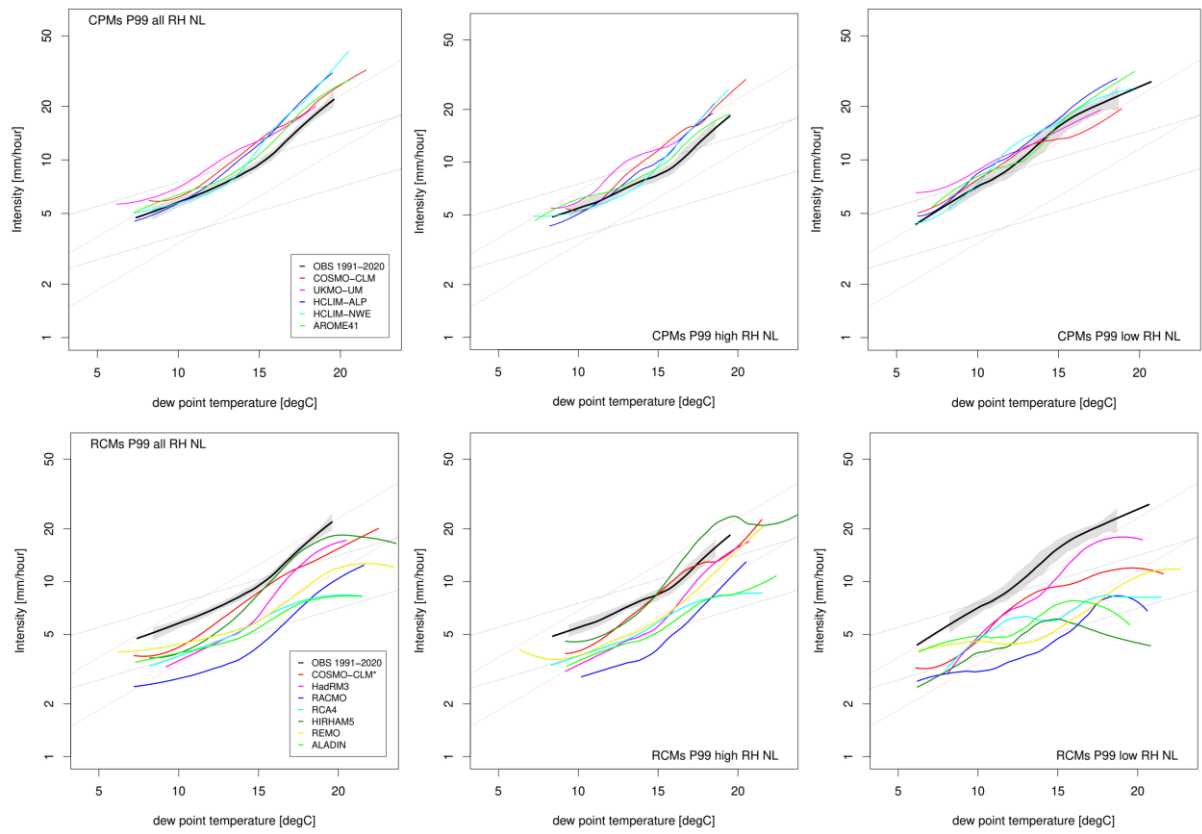 CPMs P99 all RH NL
50
20
10
5
2
1
Intensity [mm/hour]
OBS 1991-2020
COSMO-CLM
UKMO-UM
HCLIM-ALP
HCLIM-NWE
AROME41
5 10 15 20
dew point temperature [degC]
50
20
10
5
2
1
Intensity [mm/hour]
CPMs P99 high RH NL
5 10 15 20
dew point temperature [degC]
50
20
10
5
2
1
Intensity [mm/hour]
CPMs P99 low RH NL
5 10 15 20
dew point temperature [degC]
RCMs P99 all RH NL
50
20
10
5
2
1
Intensity [mm/hour]
OBS 1991-2020
COSMO-CLM*
HadRM3
RACMO
RCA4
HIRHAM5
REMO
ALADIN
5 10 15 20
dew point temperature [degC]
50
20
10
5
2
1
Intensity [mm/hour]
RCMs P99 high RH NL
5 10 15 20
dew point temperature [degC]
50
20
10
5
2
1
Intensity [mm/hour]
RCMs P99 low RH NL
5 10 15 20
dew point temperature [degC]